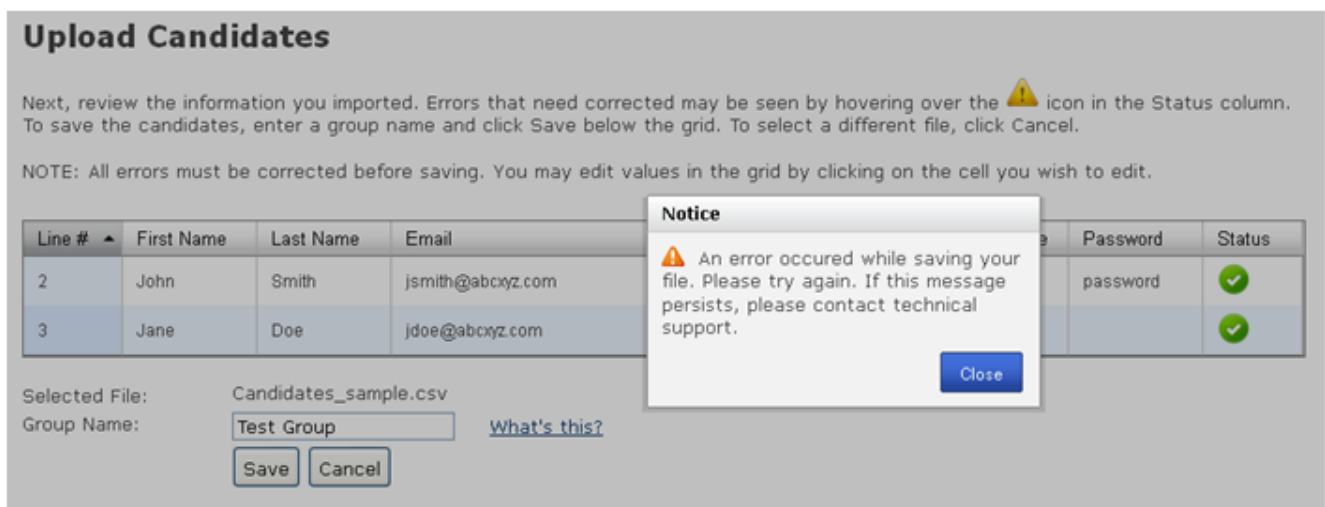 Upload Candidates
Next, review the information you imported. Errors that need corrected may be seen by hovering over the icon in the Status column.
To save the candidates, enter a group name and click Save below the grid. To select a different file, click Cancel.
NOTE: All errors must be corrected before saving. You may edit values in the grid by clicking on the cell you wish to edit.
Line # First Name Last Name Email Password Status
2 John Smith jsmith@abcxyz.com password
3 Jane Doe jdoe@abcxyz.com
Notice
An error occured while saving your
file. Please try again. If this message
persists, please contact technical
support.
Close
Selected File: Candidates_sample.csv
Group Name: Test Group What's this?
Save Cancel